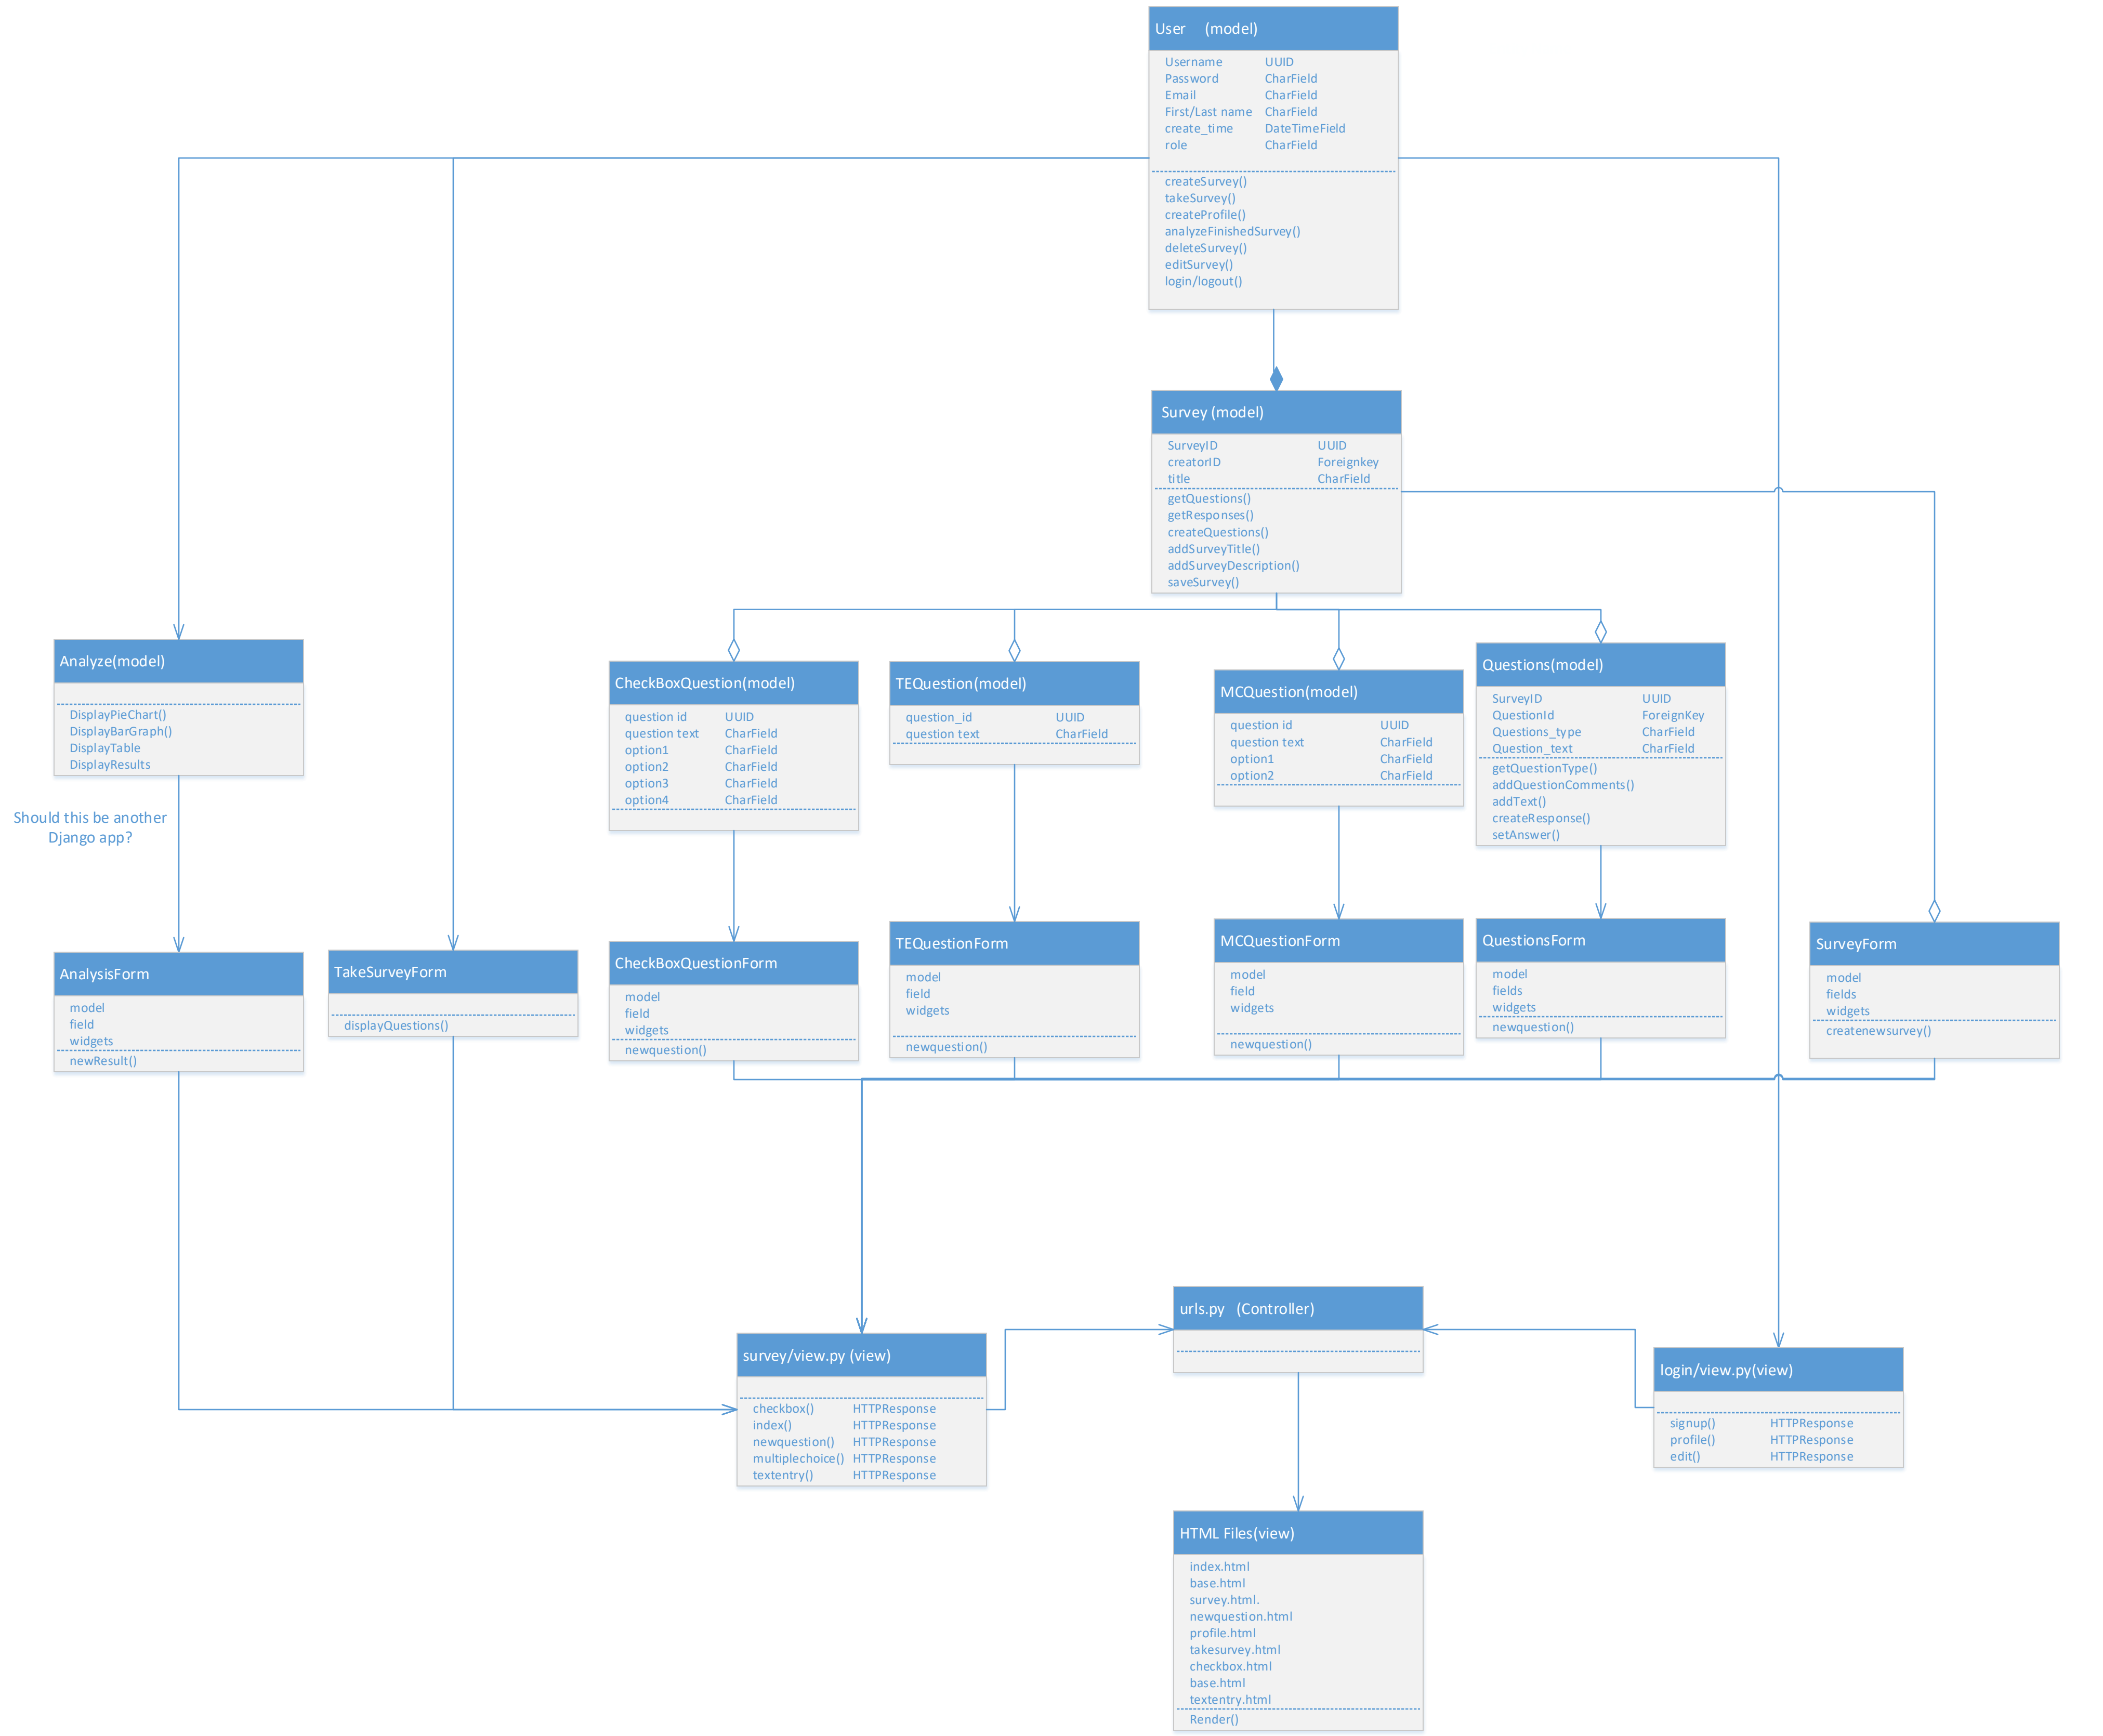 User (model)
Username UUID
Password CharField
Email CharField
First/Last name CharField
create_time DateTimeField
role CharField
createSurvey()
takeSurvey()
createProfile()
analyzeFinishedSurvey()
deleteSurvey()
editSurvey()
login/logout()
Survey (model)
SurveyID UUID
creatorID Foreignkey
title CharField
getQuestions()
getResponses()
createQuestions()
addSurveyTitle()
addSurveyDescription()
saveSurvey()
Analyze(model)
DisplayPieChart()
DisplayBarGraph()
DisplayTable
DisplayResults
Should this be another
Django app?
CheckBoxQuestion(model)
question id UUID
question text CharField
option1 CharField
option2 CharField
option3 CharField
option4 CharField
TEQuestion(model)
question_id UUID
question text CharField
MCQuestion(model)
question id UUID
question text CharField
option1 CharField
option2 CharField
Questions(model)
SurveyID UUID
QuestionId ForeignKey
Questions_type CharField
Question_text CharField
getQuestionType()
addQuestionComments()
addText()
createResponse()
setAnswer()
AnalysisForm
model
field
widgets
newResult()
TakeSurveyForm
displayQuestions()
CheckBoxQuestionForm
model
field
widgets
newquestion()
TEQuestionForm
model
field
widgets
newquestion()
MCQuestionForm
model
field
widgets
newquestion()
QuestionsForm
model
fields
widgets
newquestion()
SurveyForm
model
fields
widgets
createnewsurvey()
survey/view.py (view)
checkbox() HTTPResponse
index() HTTPResponse
newquestion() HTTPResponse
multiplechoice() HTTPResponse
textentry() HTTPResponse
urls.py (Controller)
login/view.py(view)
signup() HTTPResponse
profile() HTTPResponse
edit() HTTPResponse
HTML Files(view)
index.html
base.html
survey.html.
newquestion.html
profile.html
takesurvey.html
checkbox.html
base.html
textentry.html
Render()